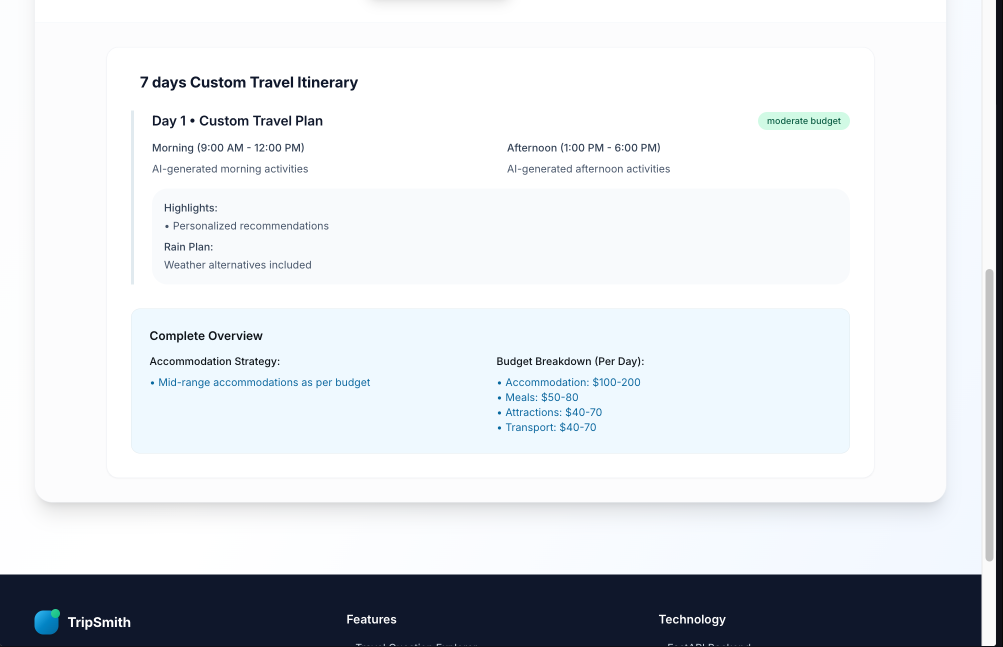 7 days Custom Travel Itinerary
Day 1 • Custom Travel Plan
moderate budget
Morning (9:00 AM - 12:00 PM)
AI-generated morning activities
Afternoon (1:00 PM - 6:00 PM)
AI-generated afternoon activities
Highlights:
• Personalized recommendations
Rain Plan:
Weather alternatives included
Complete Overview
Accommodation Strategy:
• Mid-range accommodations as per budget
Budget Breakdown (Per Day):
• Accommodation: $100-200
• Meals: $50-80
• Attractions: $40-70
• Transport: $40-70
TripSmith
Features
Technology